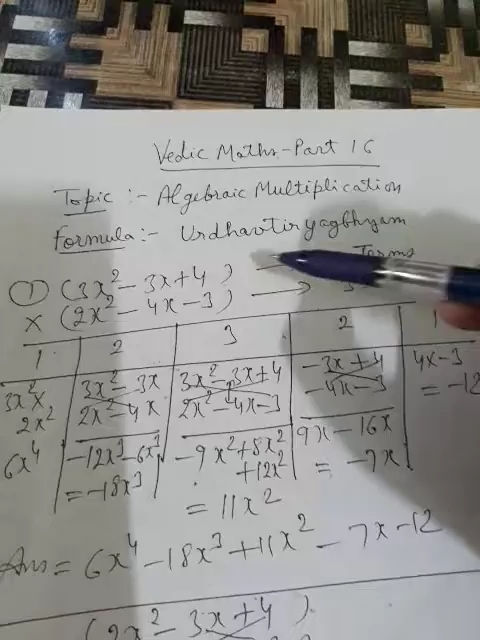 Vedic Maths-Part 16
Topic :- Algebraic Multiplication
Formula:- Urdhavtiryagbhyam
Terms
① (3x² - 3x + 4)
X (2x² - 4x - 3) →
1 2 3 2 1
3x² x 3x² - 3x 3x² - 3x + 4 -3x + 4 4x-3
2x² 2x² - 4x 2x² - 4x - 3 -4x - 3 = -12
6x⁴ -12x³ - 6x³ -9x² + 8x² 9x - 16x
= -18x³ +12x² = -7x
= 11x²
Ans = 6x⁴ - 18x³ + 11x² - 7x - 12
(2x² - 3x + 4)